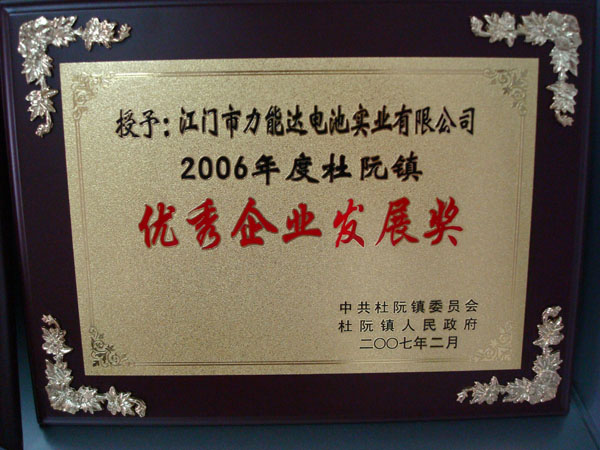 授予：江门市力能达电池实业有限公司
2006年度杜阮镇
优秀企业发展奖
中共杜阮镇委员会
杜阮镇人民政府
二〇〇七年二月